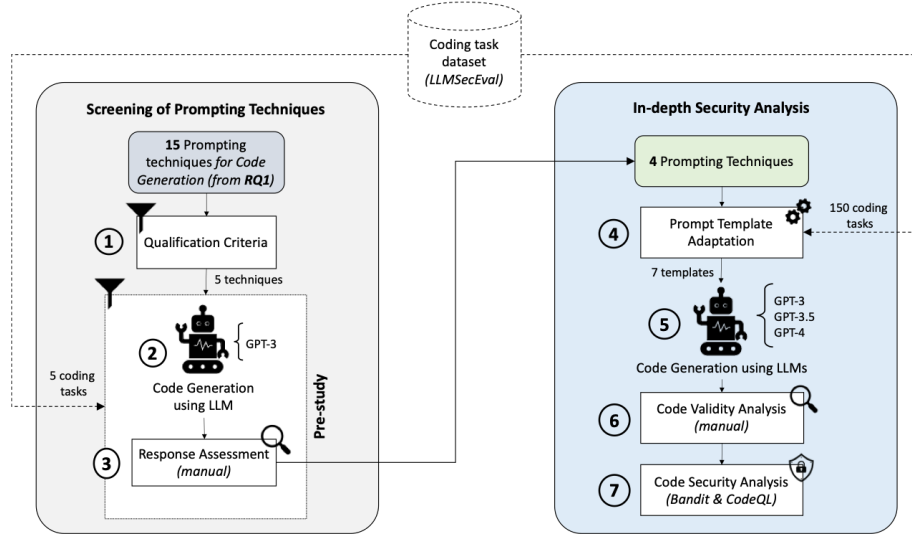 Coding task
dataset
(LLMSecEval)
Screening of Prompting Techniques
15 Prompting
techniques for Code
Generation (from RQ1)
1
Qualification Criteria
5 techniques
2
GPT-3
Code Generation
using LLM
5 coding
tasks
Pre-study
3
Response Assessment
(manual)
In-depth Security Analysis
4 Prompting Techniques
4
Prompt Template
Adaptation
150 coding
tasks
7 templates
5
GPT-3
GPT-3.5
GPT-4
Code Generation using LLMs
6
Code Validity Analysis
(manual)
7
Code Security Analysis
(Bandit & CodeQL)